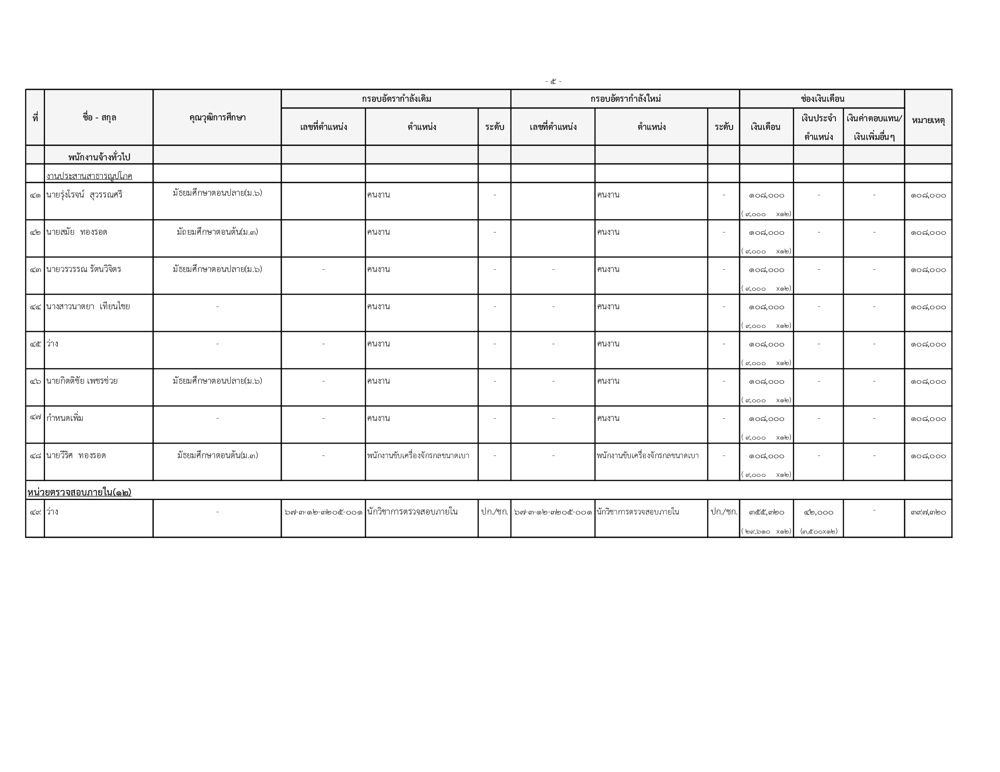 - ๕ -
ที่ ชื่อ - สกุล คุณวุฒิการศึกษา กรอบอัตรากำลังเดิม กรอบอัตรากำลังใหม่ ช่องเงินเดือน หมายเหตุ
เลขที่ตำแหน่ง ตำแหน่ง ระดับ เลขที่ตำแหน่ง ตำแหน่ง ระดับ เงินเดือน เงินประจำ เงินค่าตอบแทน/
ตำแหน่ง เงินเพิ่มอื่นๆ
พนักงานจ้างทั่วไป
งานประสานสาธารณูปโภค
๔๑ นายรุ่งโรจน์ สุวรรณศรี มัธยมศึกษาตอนปลาย(ม.๖) คนงาน - คนงาน - ๑๐๘,๐๐๐ - - ๑๐๘,๐๐๐
( ๙,๐๐๐ X๑๒)
๔๒ นายสมัย ทองรอด มัถยมศึกษาตอนต้น(ม.๓) คนงาน - คนงาน - ๑๐๘,๐๐๐ - - ๑๐๘,๐๐๐
( ๙,๐๐๐ X๑๒)
๔๓ นายวรวรรณ รัตนวิจิตร มัธยมศึกษาตอนปลาย(ม.๖) - คนงาน - - คนงาน - ๑๐๘,๐๐๐ - - ๑๐๘,๐๐๐
( ๙,๐๐๐ X๑๒)
๔๔ นางสาวนาตยา เทียนไชย - คนงาน - - คนงาน - ๑๐๘,๐๐๐ - - ๑๐๘,๐๐๐
( ๙,๐๐๐ X๑๒)
๔๕ ว่าง - - คนงาน - - คนงาน - ๑๐๘,๐๐๐ - - ๑๐๘,๐๐๐
( ๙,๐๐๐ X๑๒)
๔๖ นายกิตติชัย เพชรช่วย มัธยมศึกษาตอนปลาย(ม.๖) - คนงาน - - คนงาน - ๑๐๘,๐๐๐ - - ๑๐๘,๐๐๐
( ๙,๐๐๐ X๑๒)
๔๗ กำหนดเพิ่ม - - คนงาน - - คนงาน - ๑๐๘,๐๐๐ - - ๑๐๘,๐๐๐
( ๙,๐๐๐ X๑๒)
๔๘ นายวีริศ ทองรอด มัธยมศึกษาตอนต้น(ม.๓) - พนักงานขับเครื่องจักรกลขนาดเบา - - พนักงานขับเครื่องจักรกลขนาดเบา - ๑๐๘,๐๐๐ - - ๑๐๘,๐๐๐
( ๙,๐๐๐ X๑๒)
หน่วยตรวจสอบภายใน(๑๒)
๔๙ ว่าง - ๖๗-๓-๑๒-๓๒๐๕-๐๐๑ นักวิชาการตรวจสอบภายใน ปก./ชก. ๖๗-๓-๑๒-๓๒๐๕-๐๐๑ นักวิชาการตรวจสอบภายใน ปก./ชก. ๓๕๕,๓๒๐ ๔๒,๐๐๐ - ๓๙๗,๓๒๐
( ๒๙,๖๑๐ X๑๒) (๓,๕๐๐X๑๒)